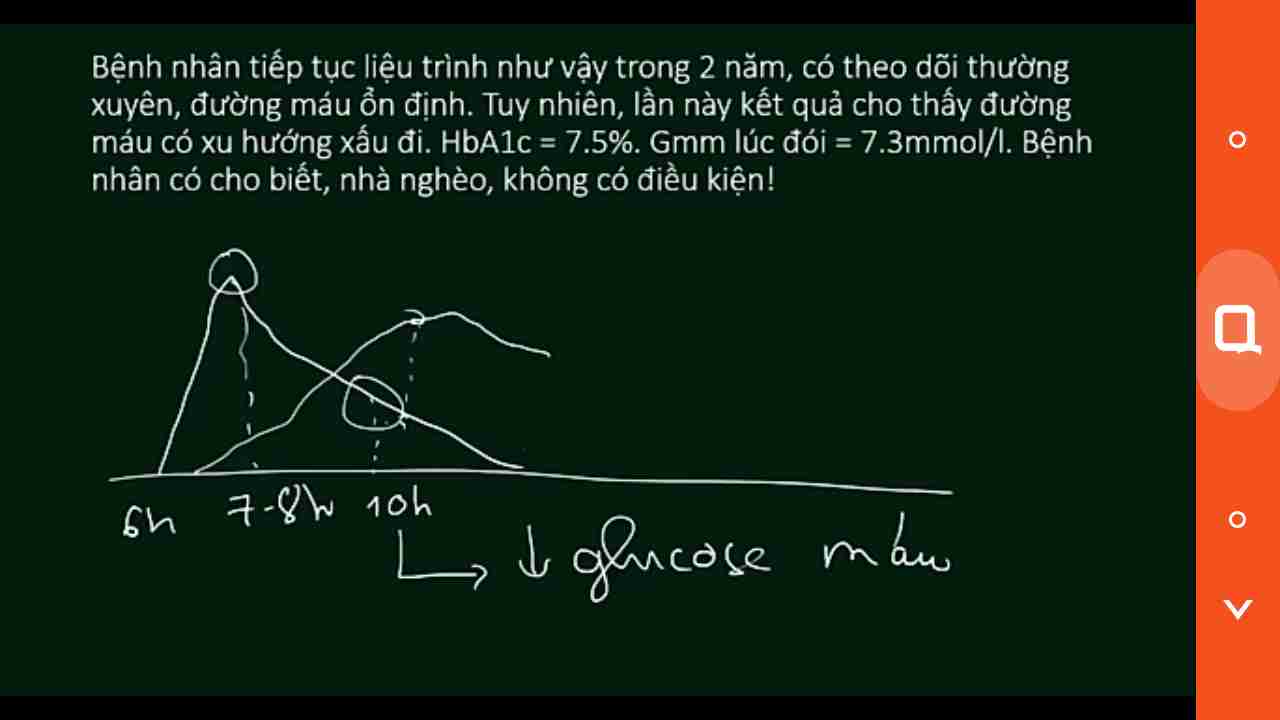 Bệnh nhân tiếp tục liệu trình như vậy trong 2 năm, có theo dõi thường
xuyên, đường máu ổn định. Tuy nhiên, lần này kết quả cho thấy đường
máu có xu hướng xấu đi. HbA1c = 7.5%. Gmm lúc đói = 7.3mmol/l. Bệnh
nhân có cho biết, nhà nghèo, không có điều kiện!
6h 7-8h 10h
↓ glucose máu